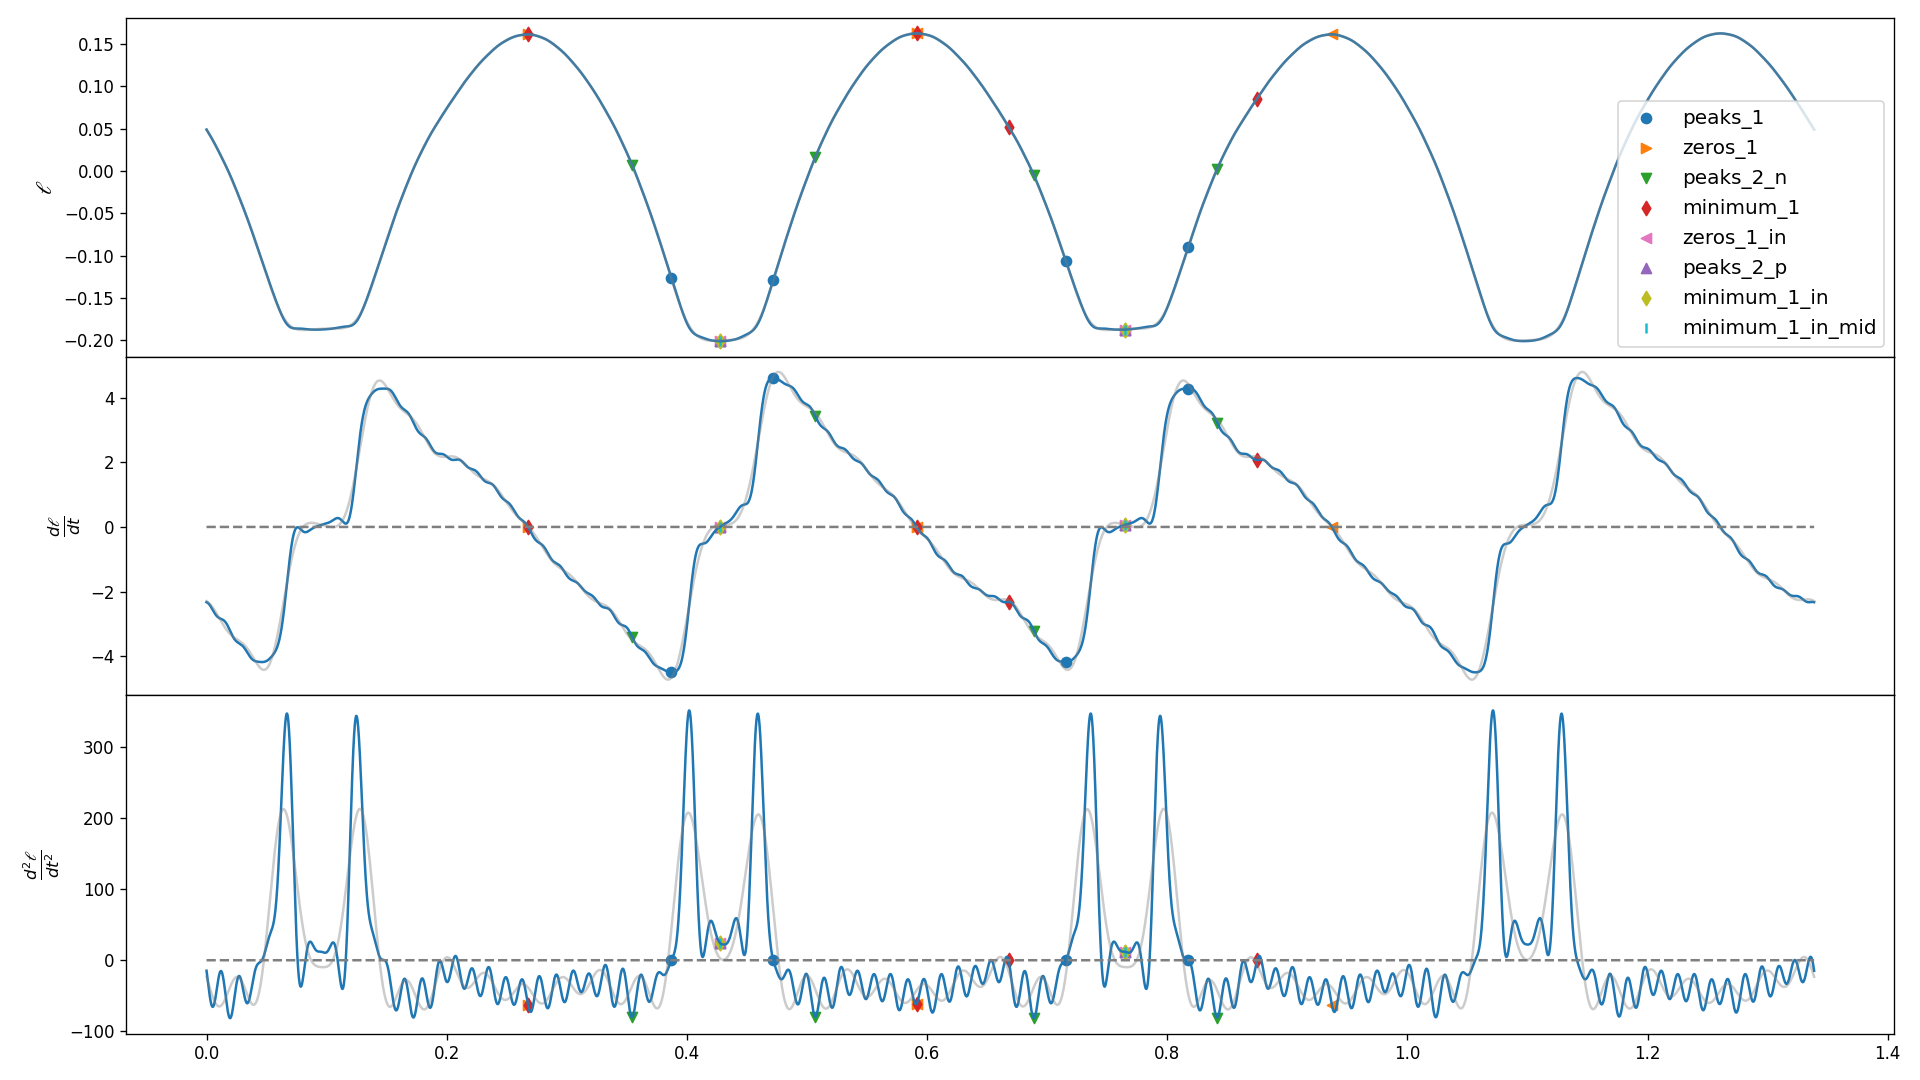 0.15
0.10
0.05
0.00
−0.05
−0.10
−0.15
−0.20
ℓ
peaks_1
zeros_1
peaks_2_n
minimum_1
zeros_1_in
peaks_2_p
minimum_1_in
minimum_1_in_mid
4
2
0
−2
−4
dℓ
dt
300
200
100
0
−100
d²ℓ
dt²
0.0 0.2 0.4 0.6 0.8 1.0 1.2 1.4